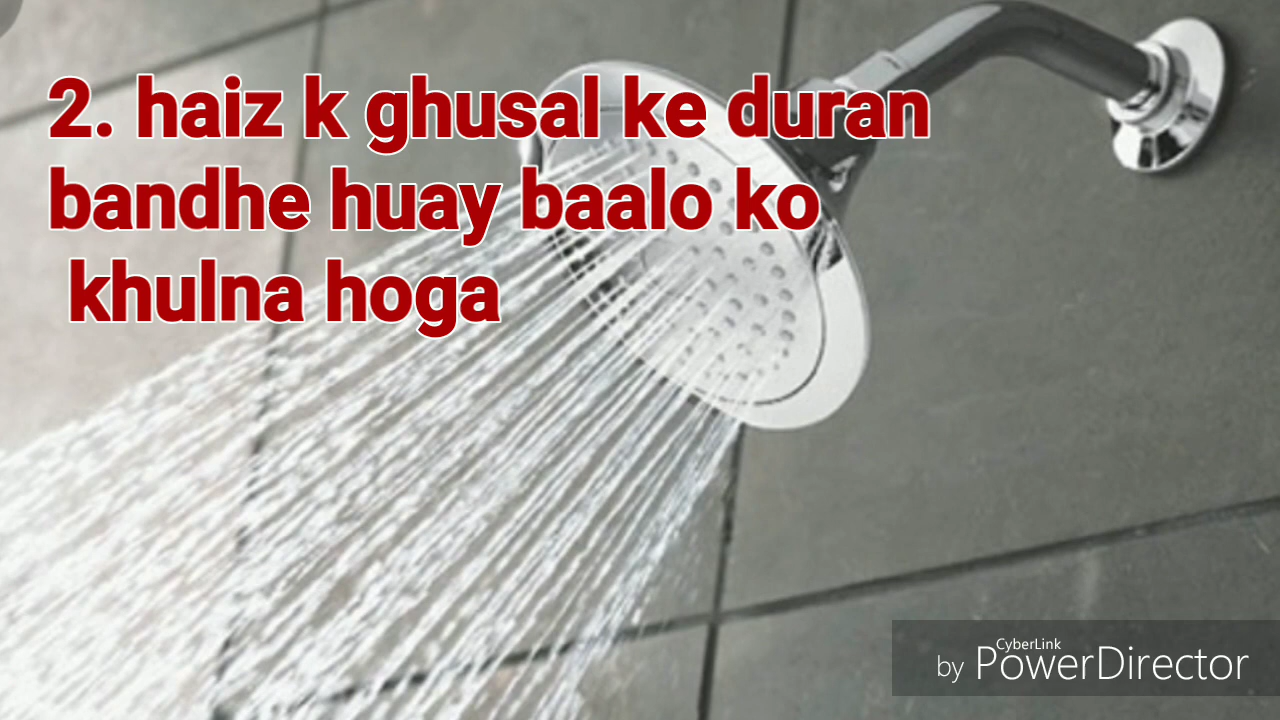 2. haiz k ghusal ke duran
bandhe huay baalo ko
khulna hoga
CyberLink
by PowerDirector